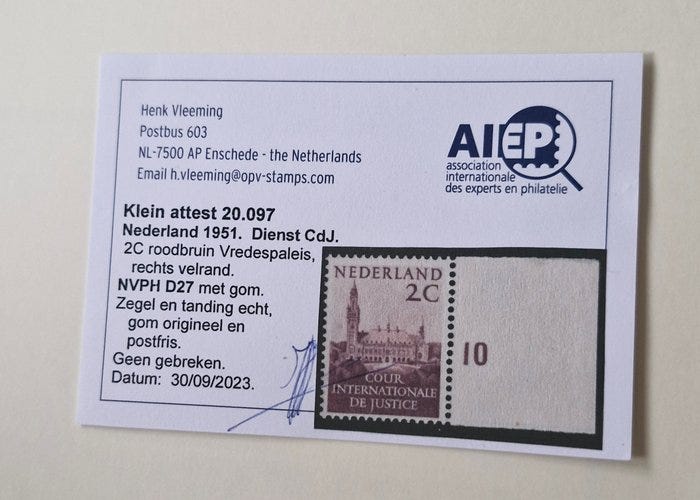 Henk Vleeming
Postbus 603
NL-7500 AP Enschede - the Netherlands
Email h.vleeming@opv-stamps.com
AIEP
association
internationale
des experts en philatelie
Klein attest 20.097
Nederland 1951. Dienst CdJ.
2C roodbruin Vredespaleis,
rechts velrand.
NVPH D27 met gom.
Zegel en tanding echt,
gom origineel en
postfris.
Geen gebreken.
Datum: 30/09/2023.
NEDERLAND
2C
COUR
INTERNATIONALE
DE JUSTICE
10